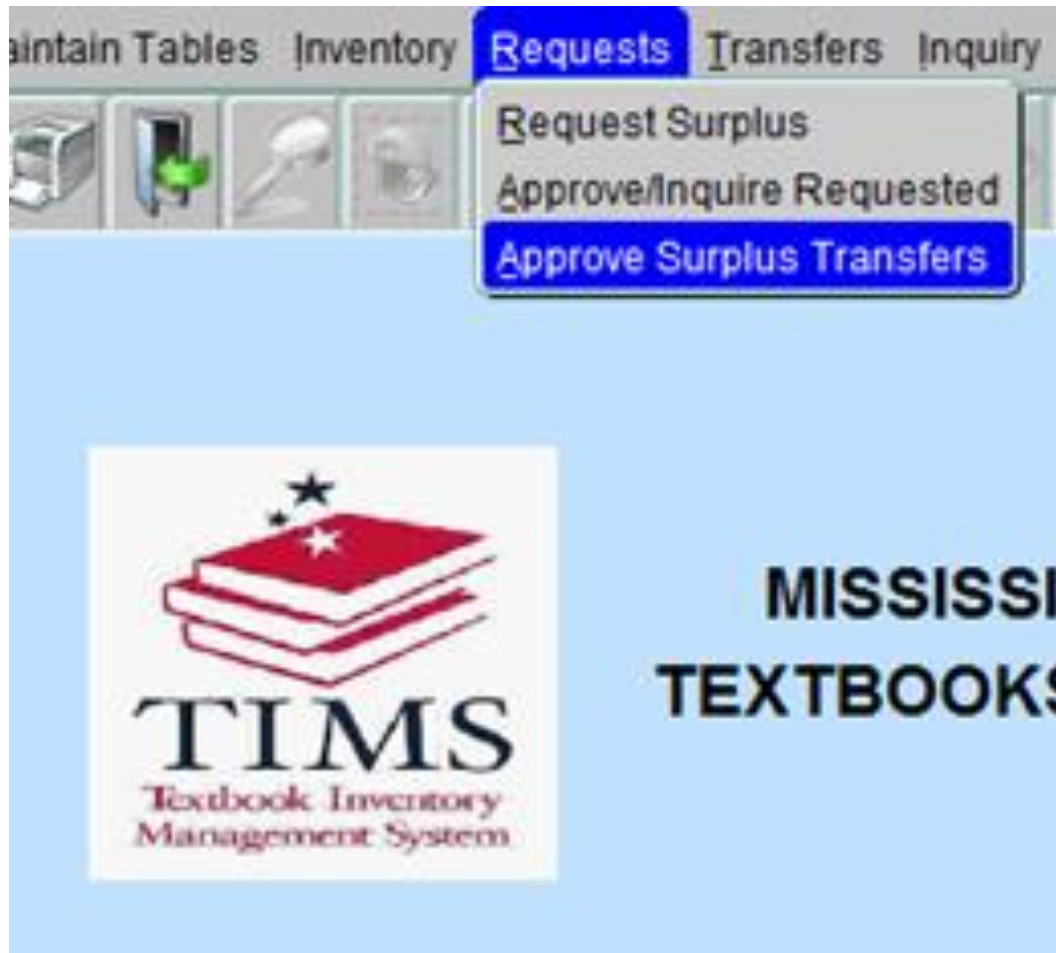 aintain Tables Inventory Requests Transfers Inquiry
Request Surplus
Approve/Inquire Requested
Approve Surplus Transfers
MISSISSI
TEXTBOOKS
TIMS
Textbook Inventory
Management System